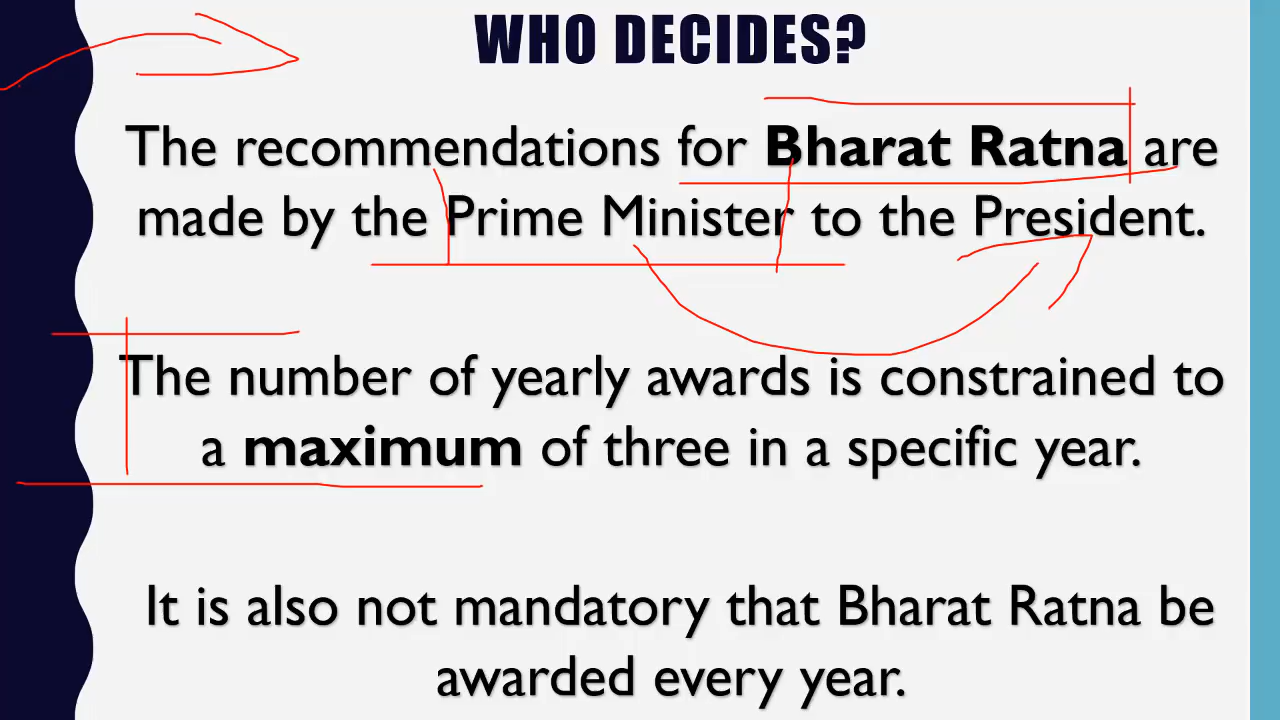 WHO DECIDES?
The recommendations for Bharat Ratna are
made by the Prime Minister to the President.
The number of yearly awards is constrained to
a maximum of three in a specific year.
It is also not mandatory that Bharat Ratna be
awarded every year.